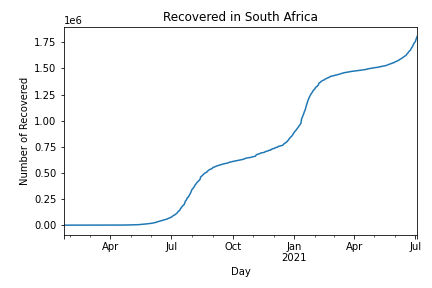 Recovered in South Africa
1e6
1.75
1.50
1.25
1.00
0.75
0.50
0.25
0.00
Number of Recovered
Apr
Jul
Oct
Jan
2021
Apr
Jul
Day